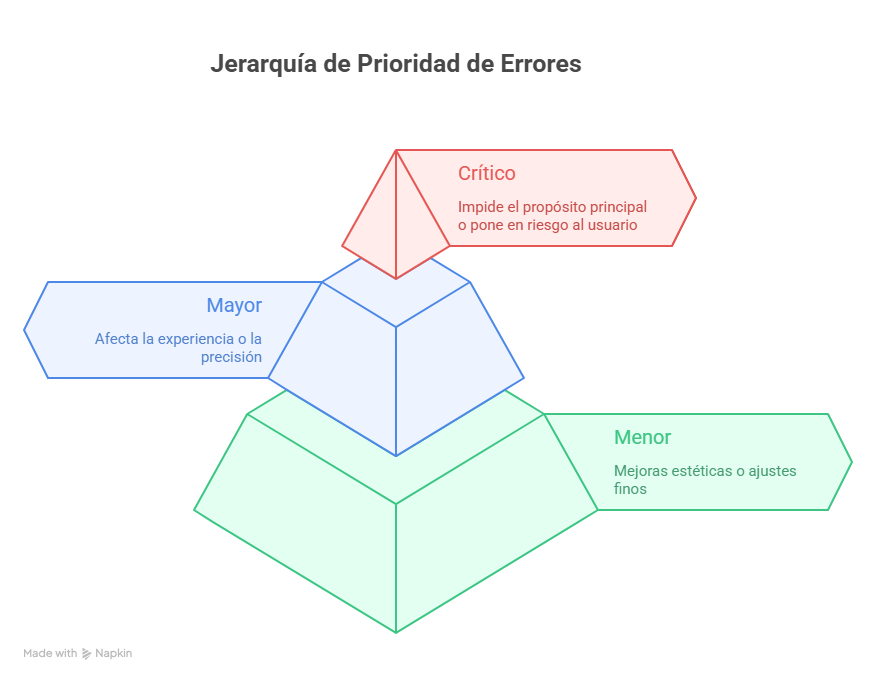 Jerarquía de Prioridad de Errores
Crítico
Impide el propósito principal
o pone en riesgo al usuario
Mayor
Afecta la experiencia o la
precisión
Menor
Mejoras estéticas o ajustes
finos
Made with Napkin